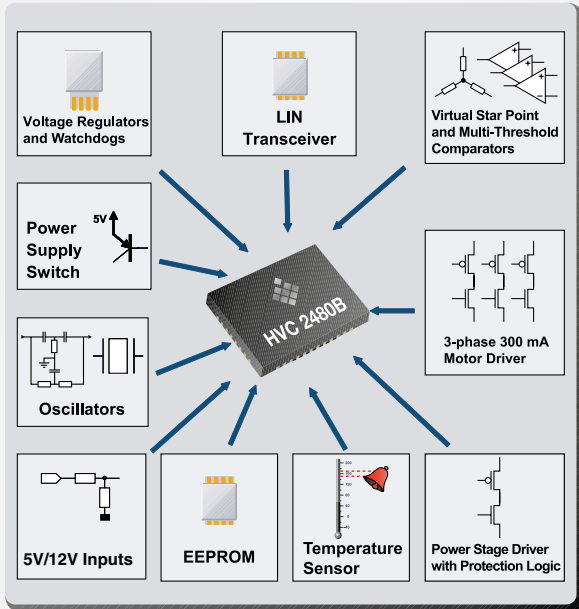 Voltage Regulators
and Watchdogs
LIN
Transceiver
Virtual Star Point
and Multi-Threshold
Comparators
Power
Supply
Switch
5V
HVC 2480B
3-phase 300 mA
Motor Driver
Oscillators
5V/12V Inputs
EEPROM
Temperature
Sensor
Power Stage Driver
with Protection Logic